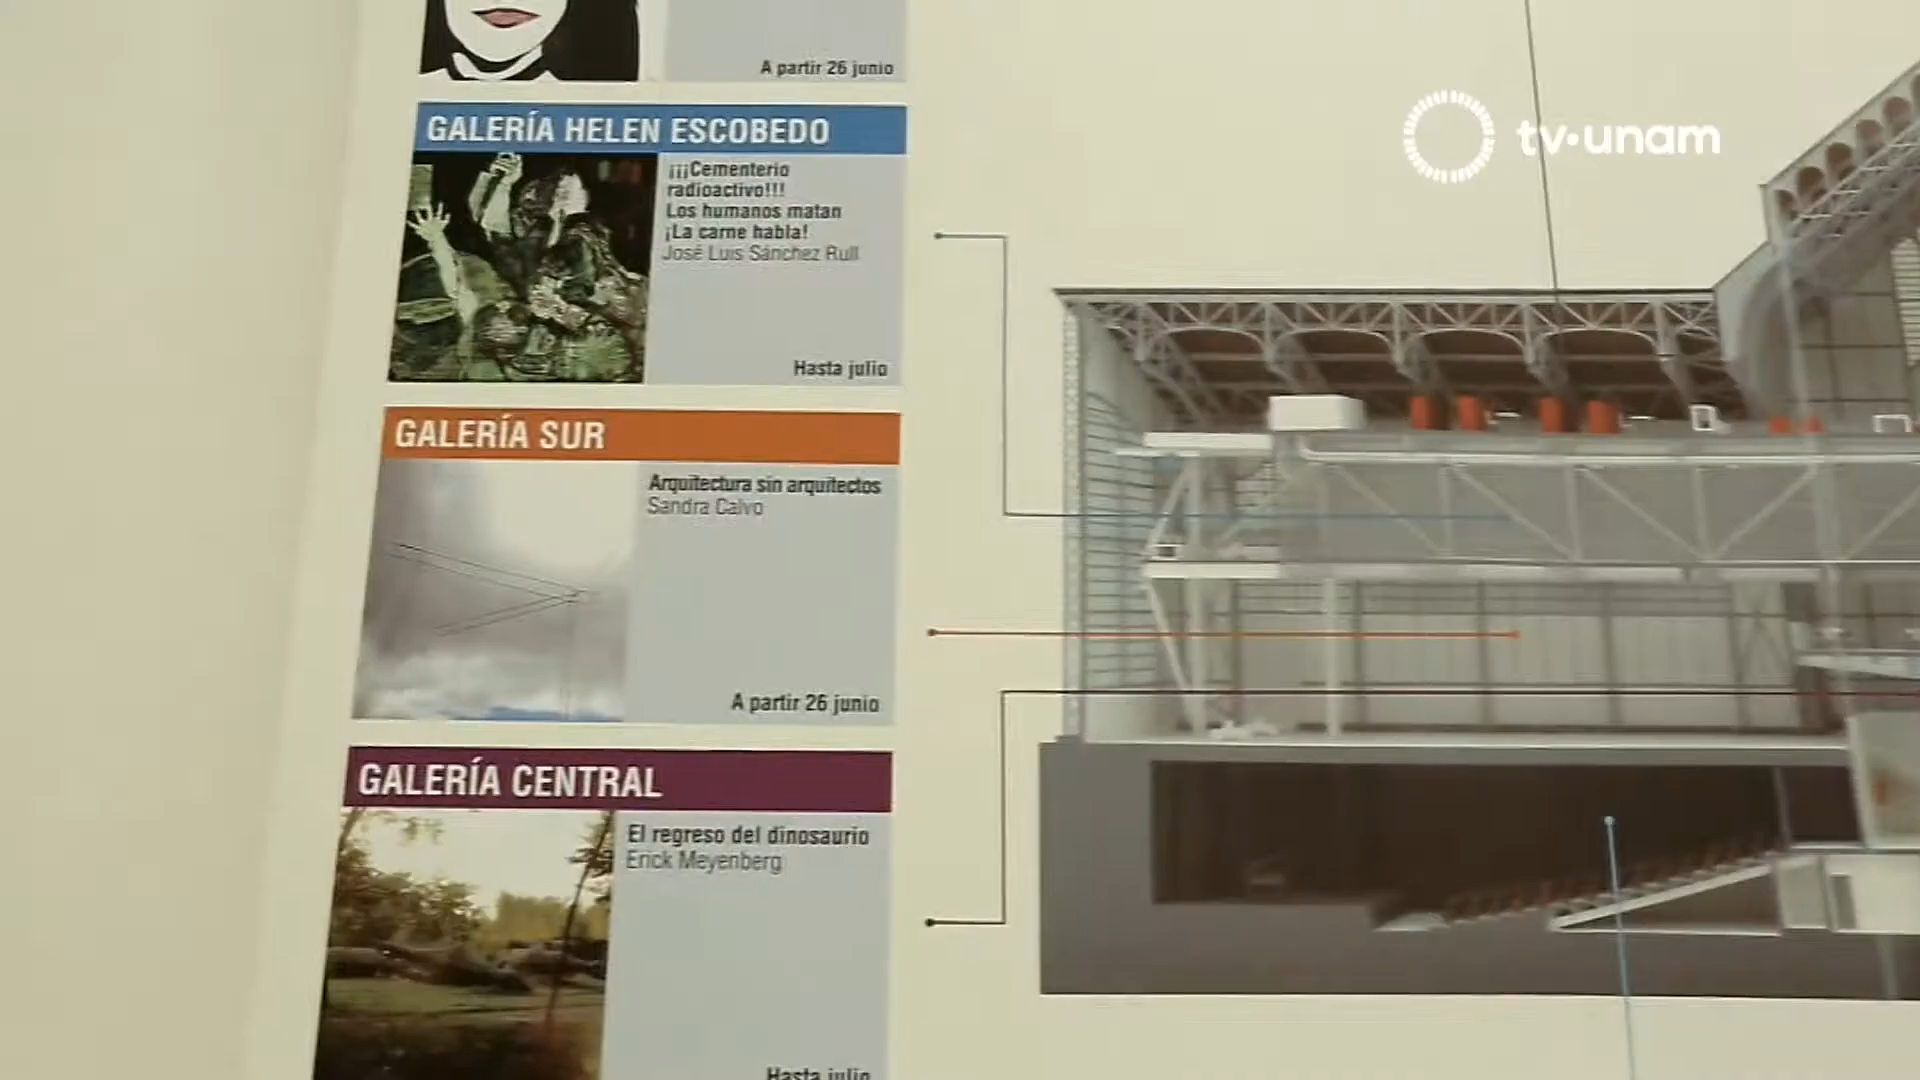 A partir 26 junio
tv·unam
GALERÍA HELEN ESCOBEDO
¡¡¡Cementerio
radioactivo!!!
Los humanos matan
¡La carne habla!
José Luis Sánchez Rull
Hasta julio
GALERÍA SUR
Arquitectura sin arquitectos
Sandra Calvo
A partir 26 junio
GALERÍA CENTRAL
El regreso del dinosaurio
Erick Meyenberg
Hasta julio